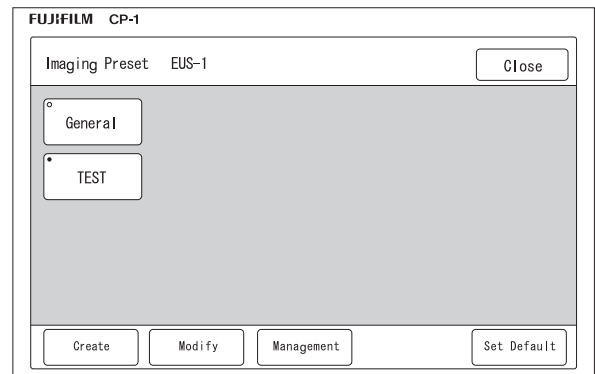 FUJIFILM CP-1
Imaging Preset EUS-1 Close
General
TEST
Create Modify Management Set Default